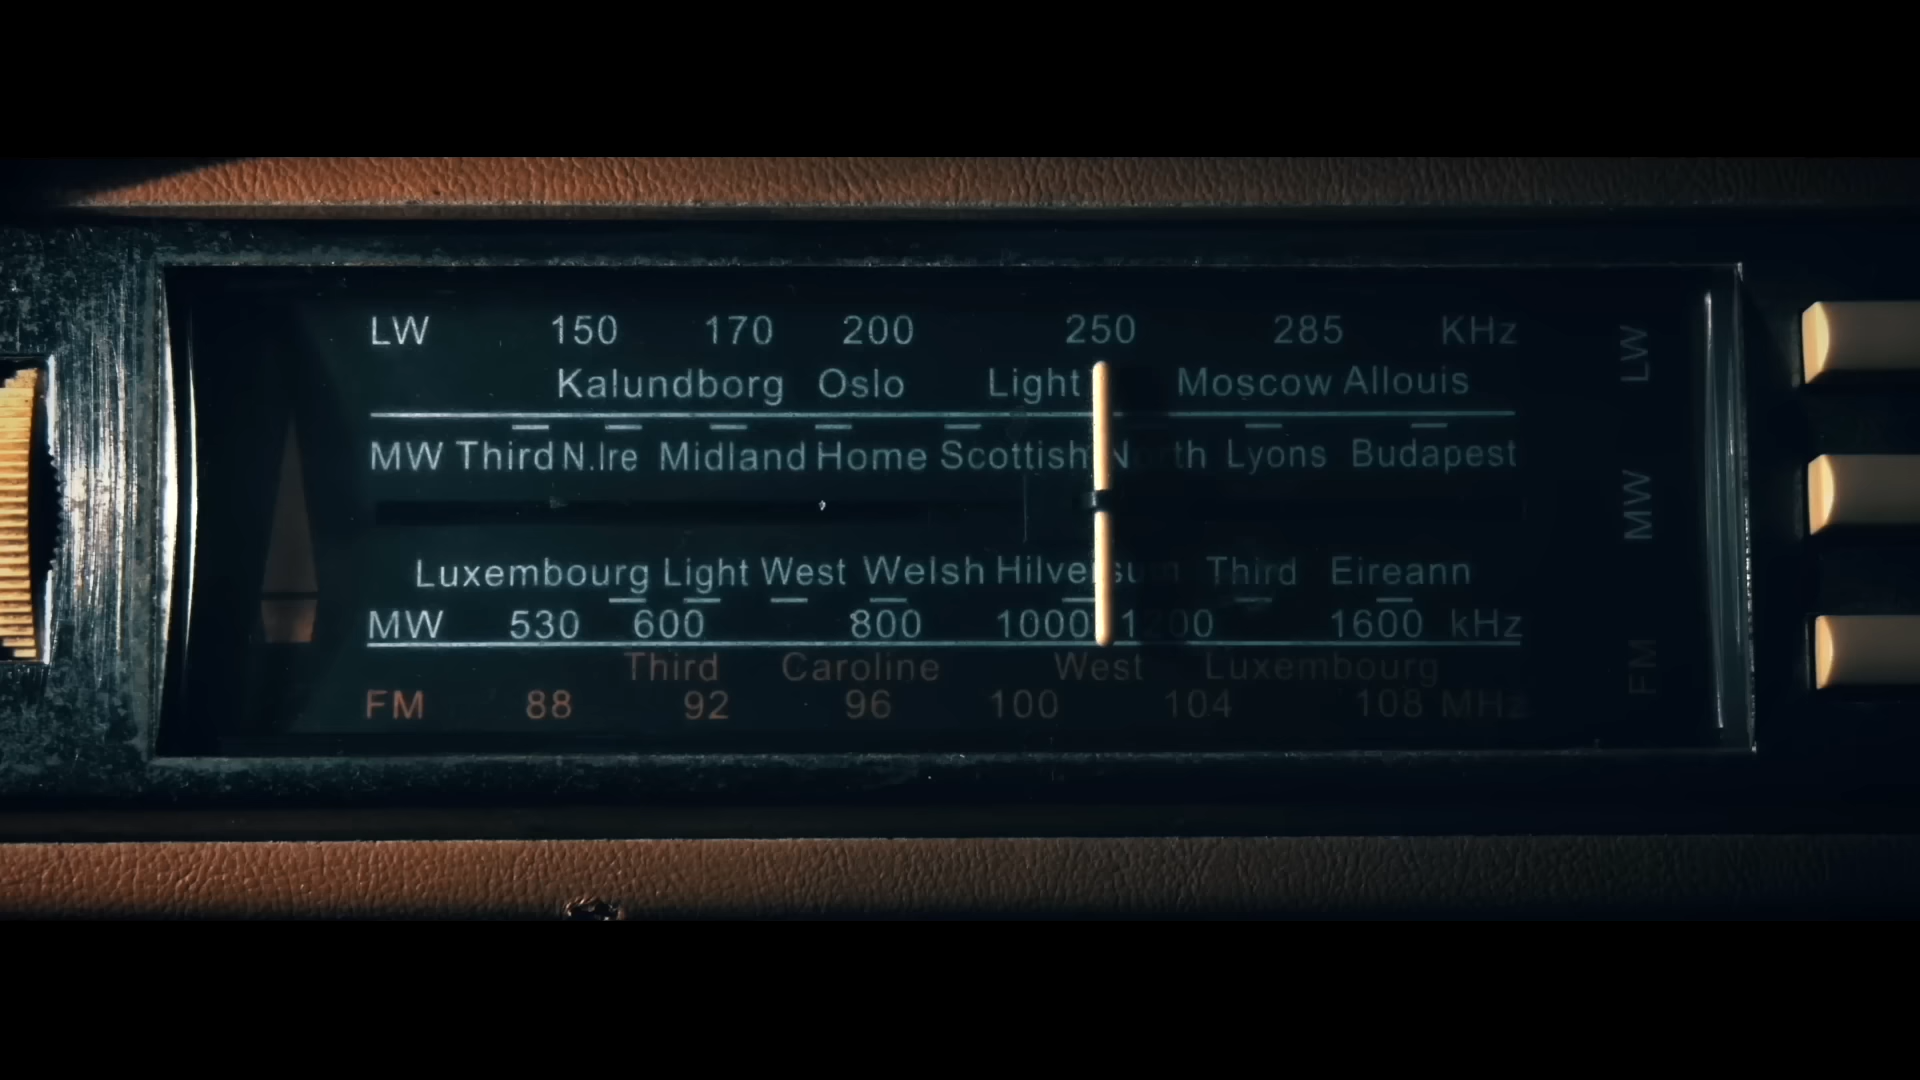 LW 150 170 200 250 285 KHz
Kalundborg Oslo Light Moscow Allouis
MW Third N.Ire Midland Home Scottish Lyons Budapest
Luxembourg Light West Welsh Third Eireann
MW 530 600 800 1000 1200 1600 kHz
Third Caroline West Luxembourg
FM 88 92 96 100 104 108 MHz
LW
MW
FM